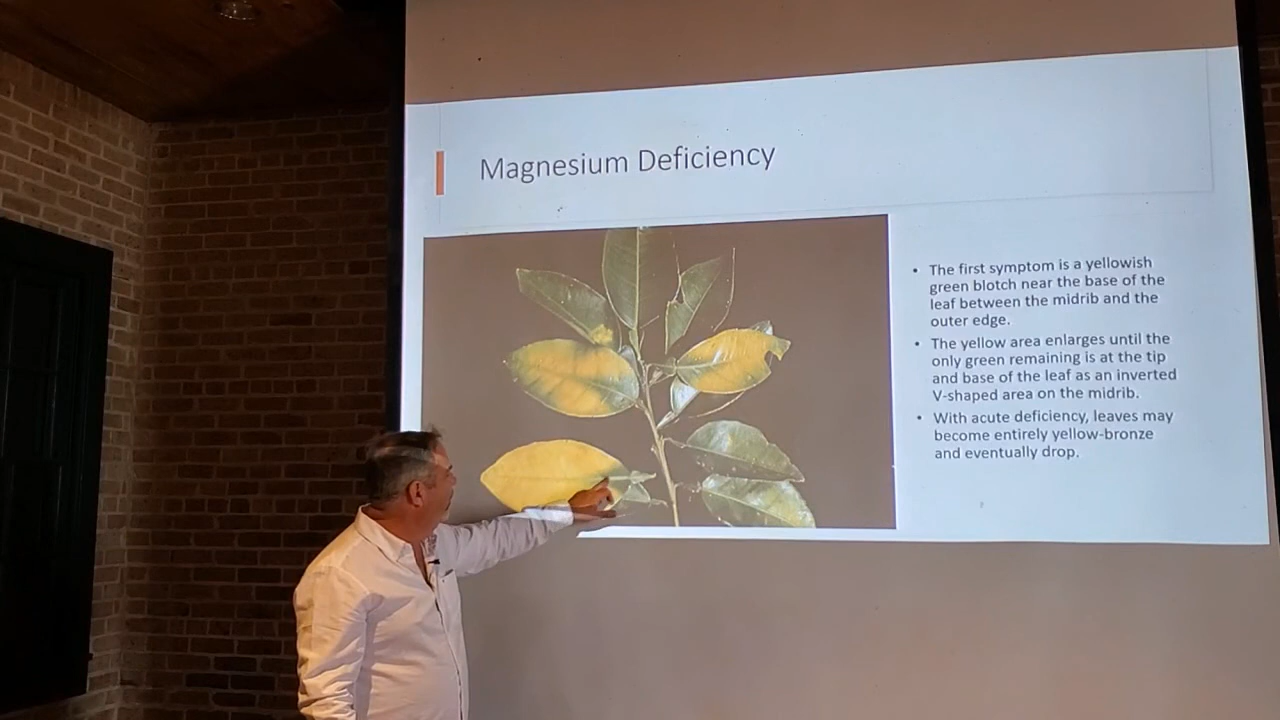 Magnesium Deficiency
• The first symptom is a yellowish
green blotch near the base of the
leaf between the midrib and the
outer edge.
• The yellow area enlarges until the
only green remaining is at the tip
and base of the leaf as an inverted
V-shaped area on the midrib.
• With acute deficiency, leaves may
become entirely yellow-bronze
and eventually drop.